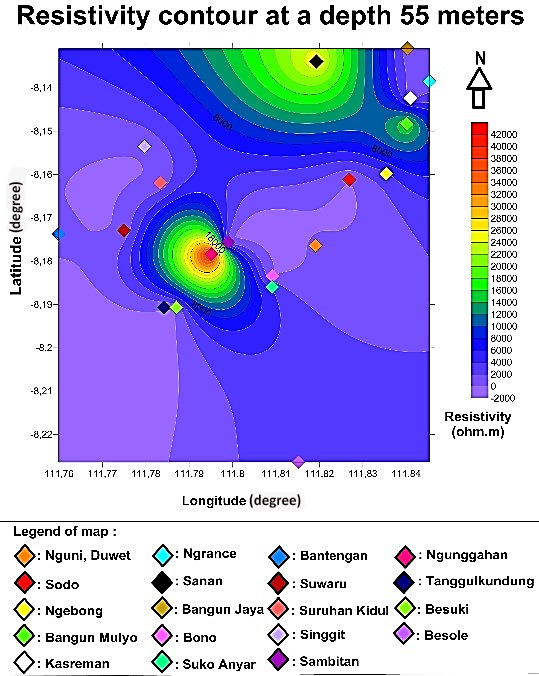 Resistivity contour at a depth 55 meters
N
8000
8000
18000
-8,14
-8,15
-8,16
-8,17
-8,18
-8,19
-8,2
-8,21
-8,22
Latitude (degree)
111,76 111,77 111,78 111,79 111,8 111,81 111,82 111,83 111,84
Longitude (degree)
42000
40000
38000
36000
34000
32000
30000
28000
26000
24000
22000
20000
18000
16000
14000
12000
10000
8000
6000
4000
2000
0
-2000
Resistivity
(ohm.m)
Legend of map :
: Nguni, Duwet : Ngrance : Bantengan : Ngunggahan
: Sodo : Sanan : Suwaru : Tanggulkundung
: Ngebong : Bangun Jaya : Suruhan Kidul : Besuki
: Bangun Mulyo : Bono : Singgit : Besole
: Kasreman : Suko Anyar : Sambitan